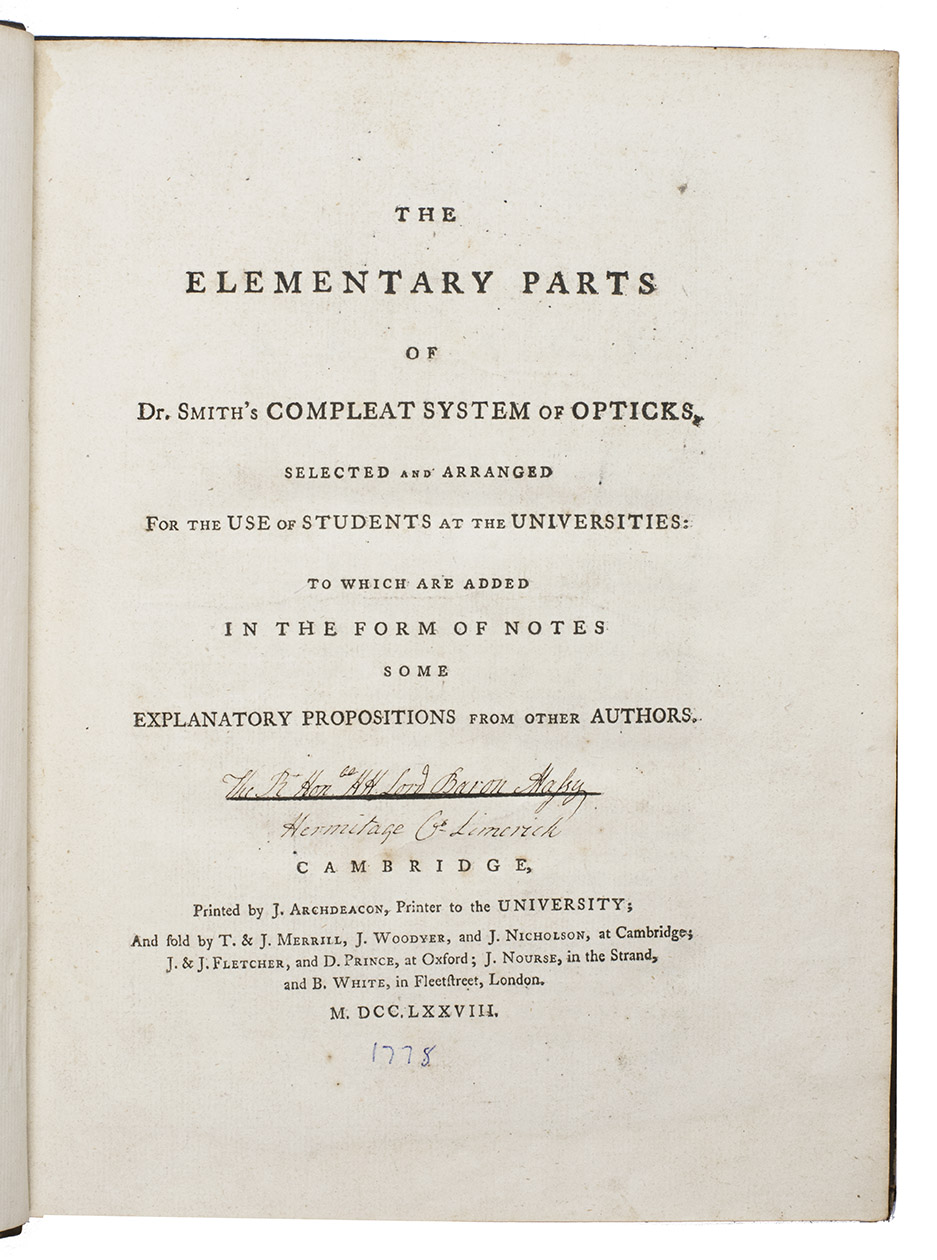 THE
ELEMENTARY PARTS
OF
Dr. SMITH's COMPLEAT SYSTEM OF OPTICKS,
SELECTED AND ARRANGED
FOR THE USE OF STUDENTS AT THE UNIVERSITIES:
TO WHICH ARE ADDED
IN THE FORM OF NOTES
SOME
EXPLANATORY PROPOSITIONS FROM OTHER AUTHORS.
The Rt Honble HH Lord Baron Maſsy
Hermitage Co. Limerick
CAMBRIDGE,
Printed by J. ARCHDEACON, Printer to the UNIVERSITY;
And ſold by T. & J. MERRILL, J. WOODYER, and J. NICHOLSON, at Cambridge;
J. & J. FLETCHER, and D. PRINCE, at Oxford; J. NOURSE, in the Strand,
and B. WHITE, in Fleetſtreet, London.
M. DCC. LXXVIII.
1778